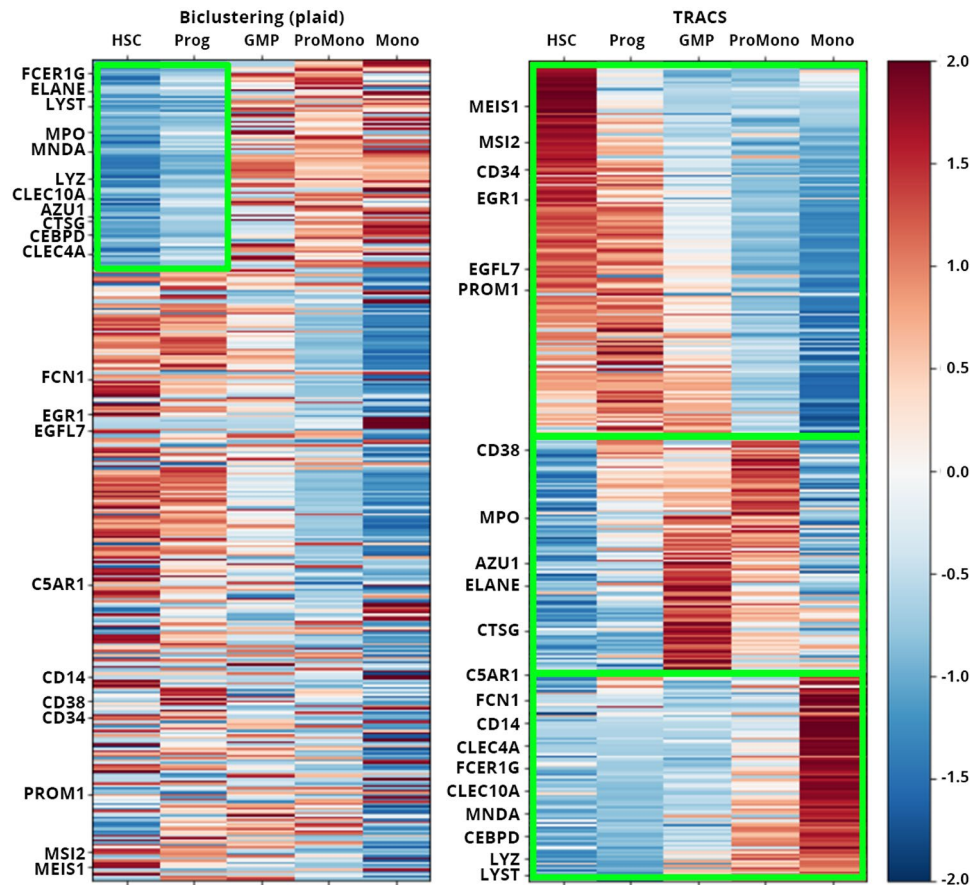 Biclustering (plaid)
HSC Prog GMP ProMono Mono
FCER1G
ELANE
LYST
MPO
MNDA
LYZ
CLEC10A
AZU1
CTSG
CEBPD
CLEC4A
FCN1
EGR1
EGFL7
C5AR1
CD14
CD38
CD34
PROM1
MSI2
MEIS1
TRACS
HSC Prog GMP ProMono Mono
MEIS1
MSI2
CD34
EGR1
EGFL7
PROM1
CD38
MPO
AZU1
ELANE
CTSG
C5AR1
FCN1
CD14
CLEC4A
FCER1G
CLEC10A
MNDA
CEBPD
LYZ
LYST
2.0
1.5
1.0
0.5
0.0
-0.5
-1.0
-1.5
-2.0